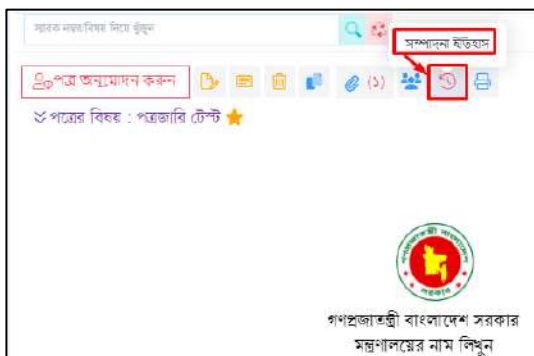 স্মারক নম্বর/বিষয় দিয়ে খুঁজুন
সম্পাদনা ইতিহাস
পত্র অনুমোদন করুন
(১)
পত্রের বিষয় : পত্রজারি টেস্ট
গণপ্রজাতন্ত্রী বাংলাদেশ সরকার
মন্ত্রণালয়ের নাম লিখুন